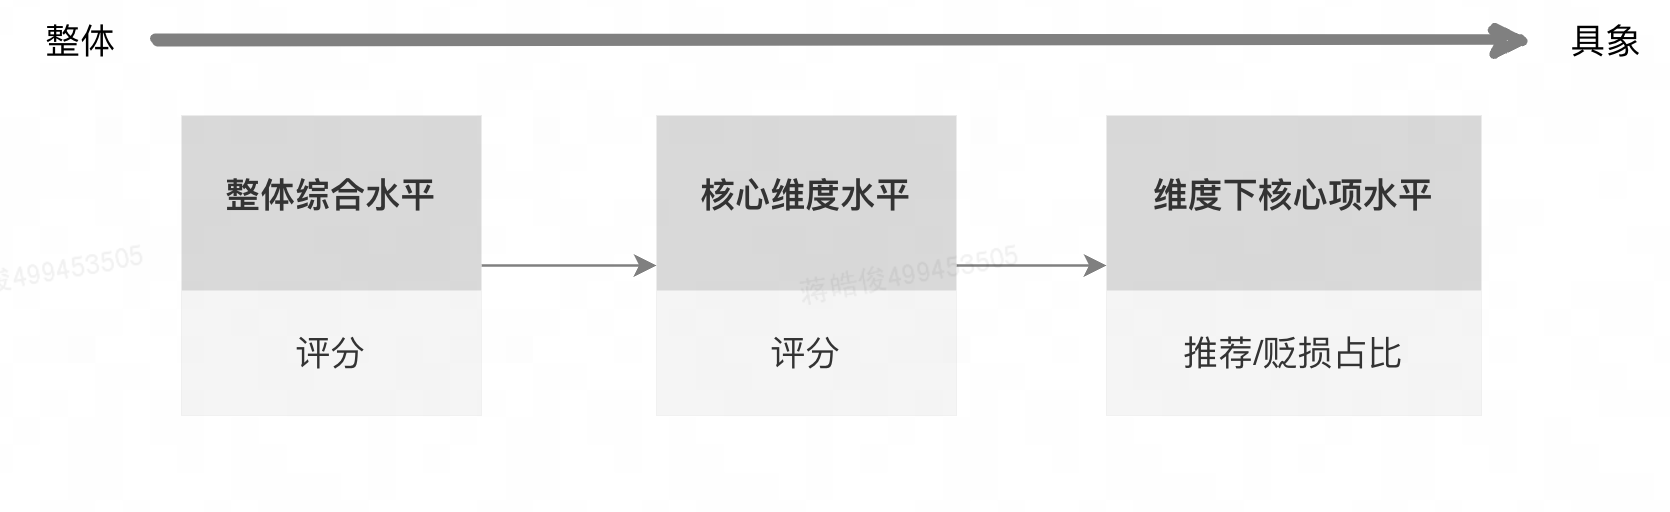 整体
具象
整体综合水平
核心维度水平
维度下核心项水平
俊499453505
蒋皓俊499453505
评分
评分
推荐/贬损占比